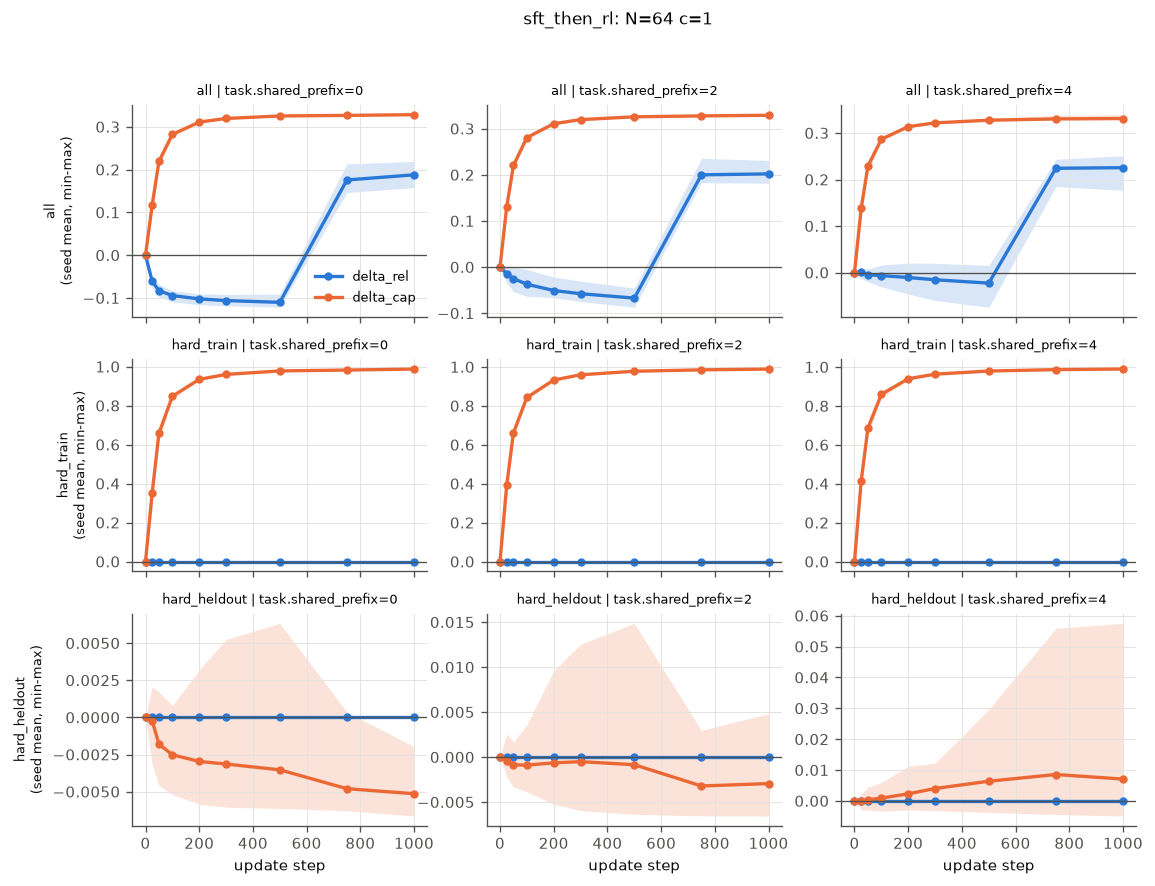 sft_then_rl: N=64 c=1
all | task.shared_prefix=0
all | task.shared_prefix=2
all | task.shared_prefix=4
all
(seed mean, min-max)
0.3
0.2
0.1
0.0
−0.1
delta_rel
delta_cap
0.3
0.2
0.1
0.0
−0.1
0.3
0.2
0.1
0.0
hard_train | task.shared_prefix=0
hard_train | task.shared_prefix=2
hard_train | task.shared_prefix=4
hard_train
(seed mean, min-max)
1.0
0.8
0.6
0.4
0.2
0.0
1.0
0.8
0.6
0.4
0.2
0.0
1.0
0.8
0.6
0.4
0.2
0.0
hard_heldout | task.shared_prefix=0
hard_heldout | task.shared_prefix=2
hard_heldout | task.shared_prefix=4
hard_heldout
(seed mean, min-max)
0.0050
0.0025
0.0000
−0.0025
−0.0050
0.015
0.010
0.005
0.000
−0.005
0.06
0.05
0.04
0.03
0.02
0.01
0.00
0 200 400 600 800 1000
0 200 400 600 800 1000
0 200 400 600 800 1000
update step
update step
update step